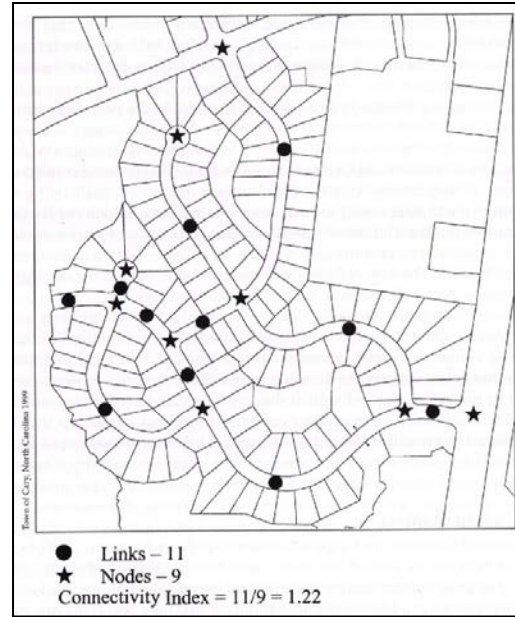 Town of Cary, North Carolina 1999
● Links – 11
★ Nodes – 9
Connectivity Index = 11/9 = 1.22